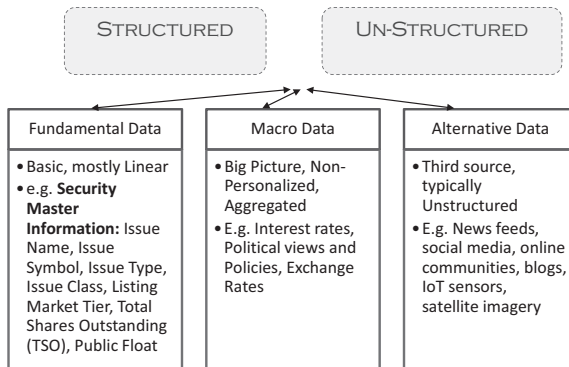 STRUCTURED
UN-STRUCTURED
Fundamental Data
• Basic, mostly Linear
• e.g. Security
Master
Information: Issue
Name, Issue
Symbol, Issue Type,
Issue Class, Listing
Market Tier, Total
Shares Outstanding
(TSO), Public Float
Macro Data
• Big Picture, Non-
Personalized,
Aggregated
• E.g. Interest rates,
Political views and
Policies, Exchange
Rates
Alternative Data
• Third source,
typically
Unstructured
• E.g. News feeds,
social media, online
communities, blogs,
IoT sensors,
satellite imagery